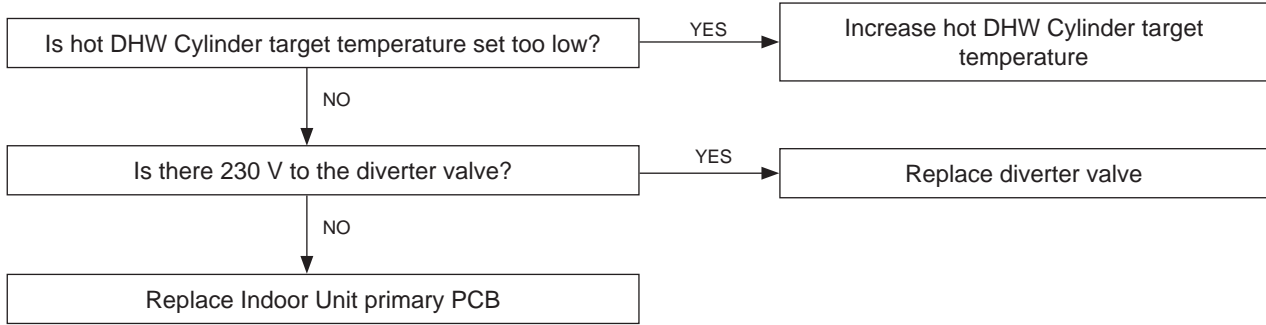 Is hot DHW Cylinder target temperature set too low?
YES
Increase hot DHW Cylinder target
temperature
NO
Is there 230 V to the diverter valve?
YES
Replace diverter valve
NO
Replace Indoor Unit primary PCB